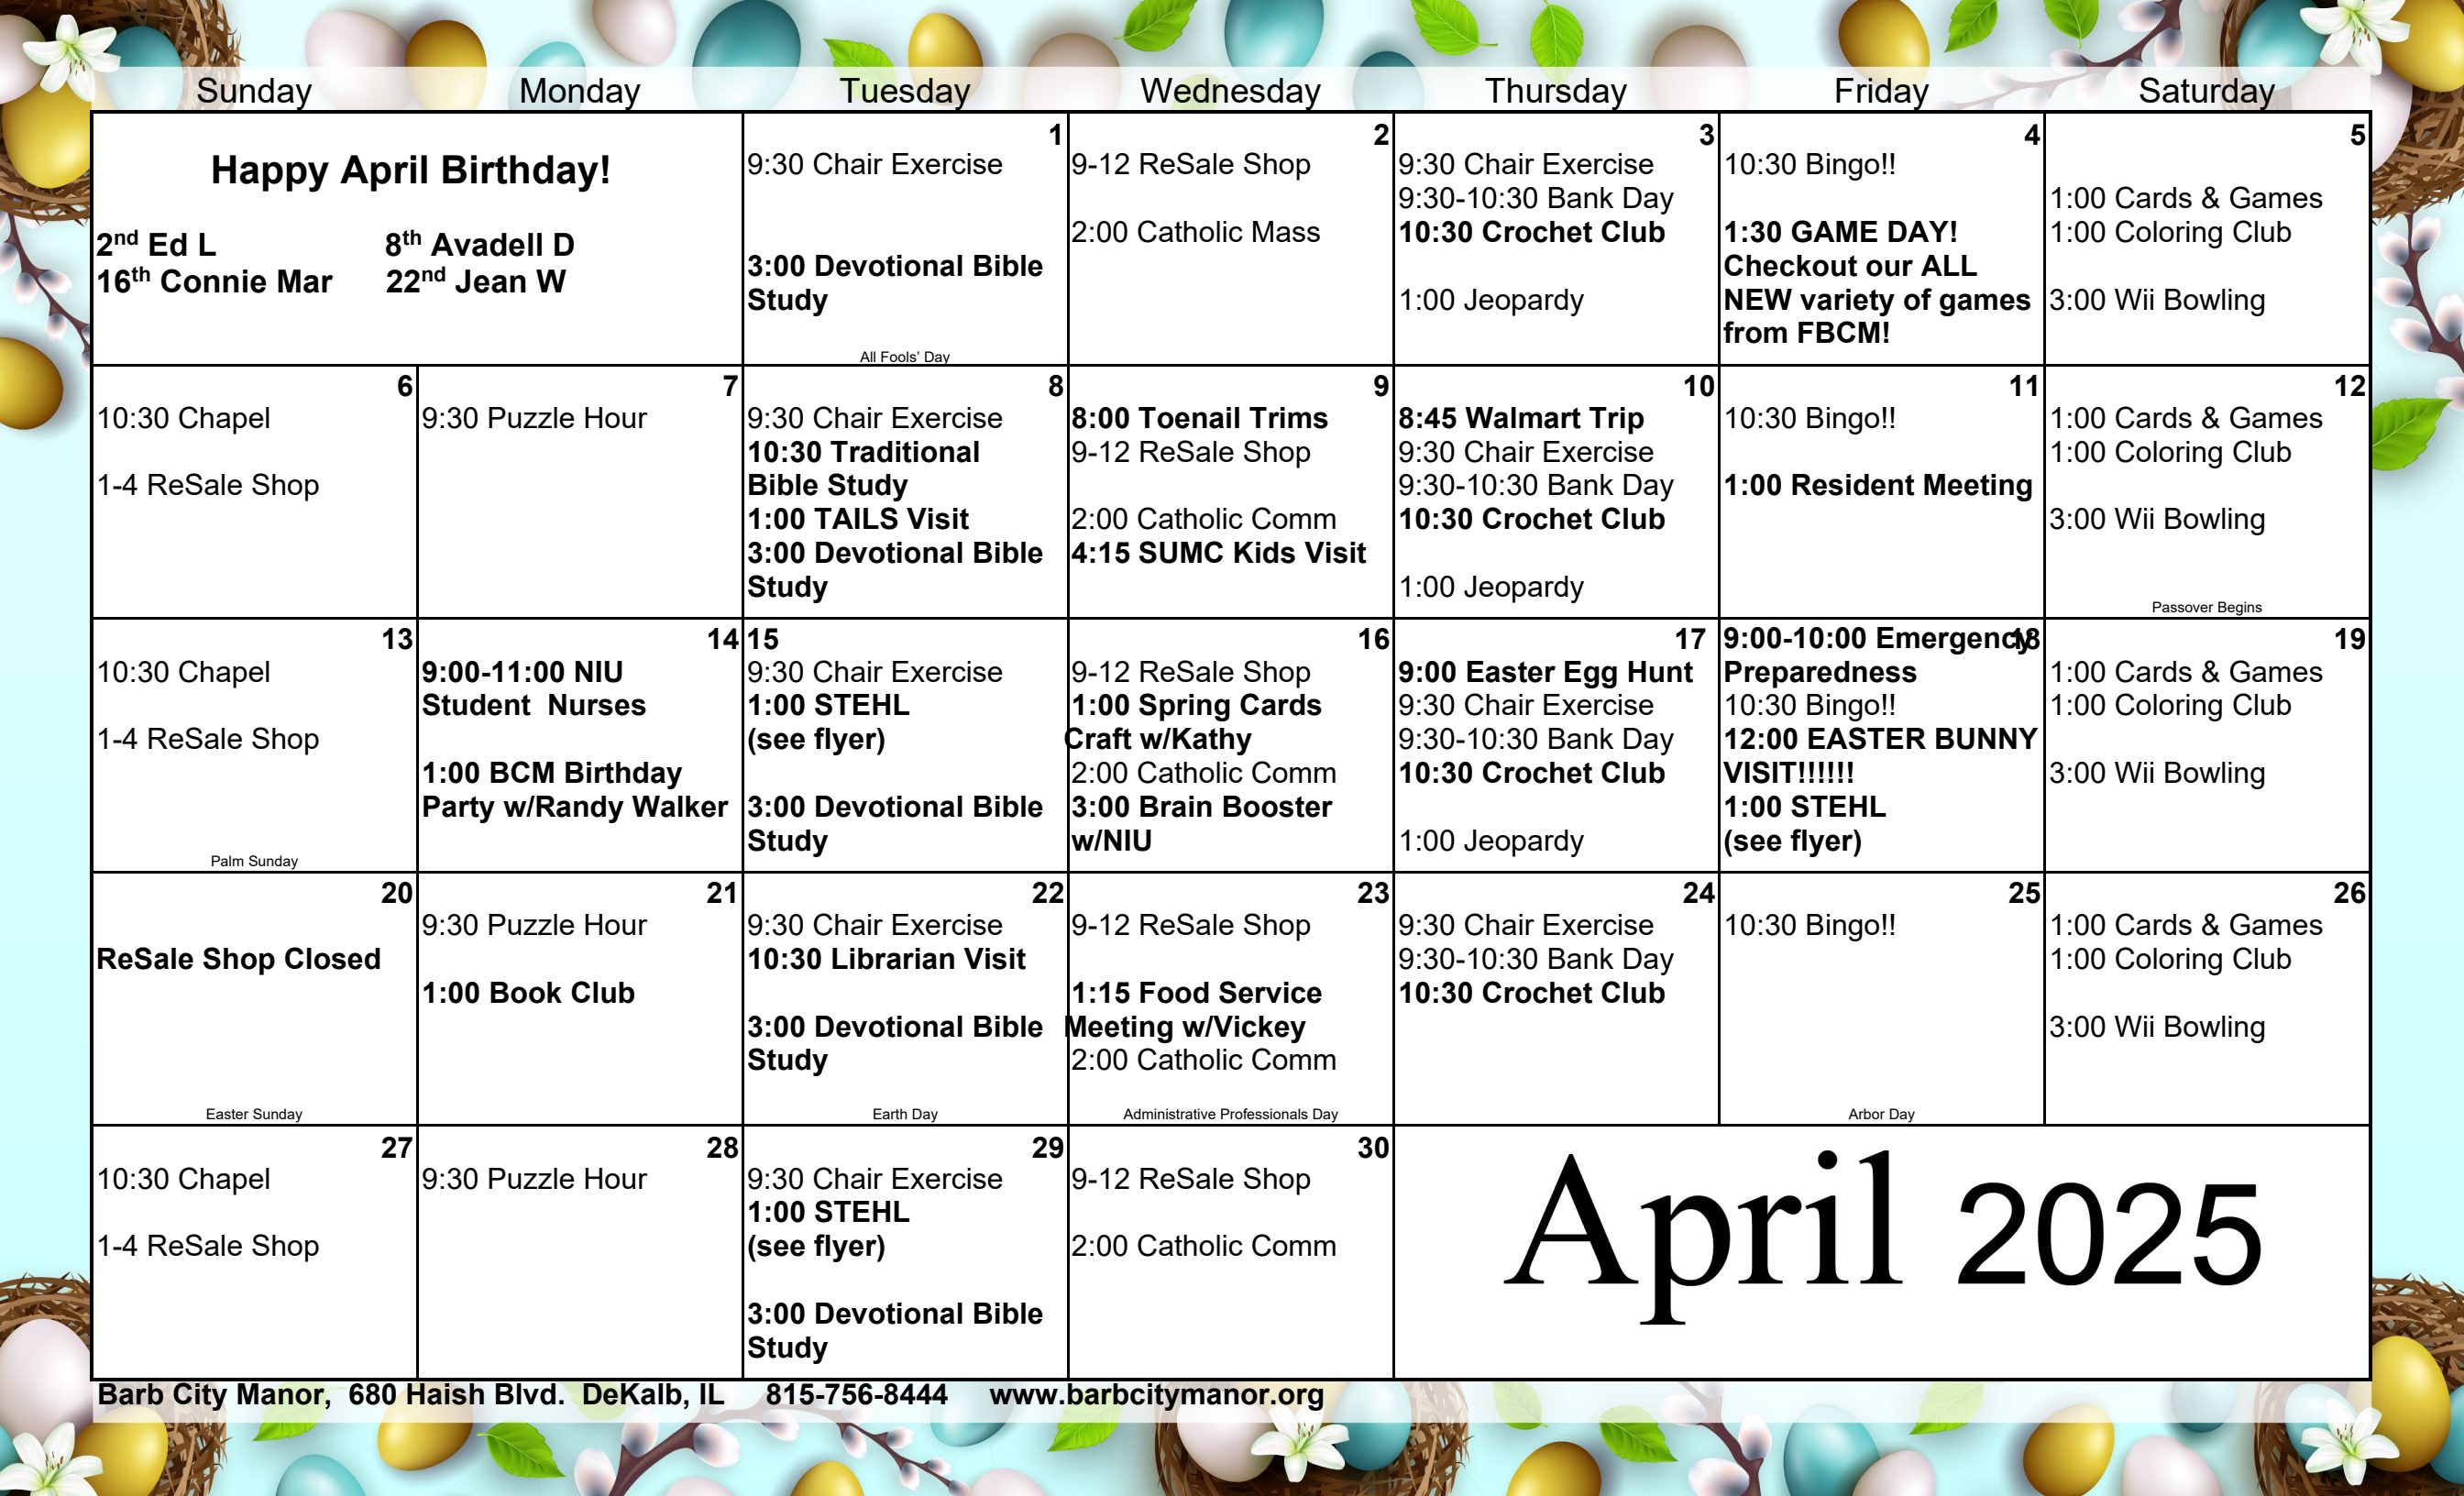 Sunday Monday Tuesday Wednesday Thursday Friday Saturday
Happy April Birthday!
2nd Ed L 8th Avadell D
16th Connie Mar 22nd Jean W
1
9:30 Chair Exercise
3:00 Devotional Bible
Study
All Fools' Day
2
9-12 ReSale Shop
2:00 Catholic Mass
3
9:30 Chair Exercise
9:30-10:30 Bank Day
10:30 Crochet Club
1:00 Jeopardy
4
10:30 Bingo!!
1:30 GAME DAY!
Checkout our ALL
NEW variety of games
from FBCM!
5
1:00 Cards & Games
1:00 Coloring Club
3:00 Wii Bowling
6
10:30 Chapel
1-4 ReSale Shop
7
9:30 Puzzle Hour
8
9:30 Chair Exercise
10:30 Traditional
Bible Study
1:00 TAILS Visit
3:00 Devotional Bible
Study
9
8:00 Toenail Trims
9-12 ReSale Shop
2:00 Catholic Comm
4:15 SUMC Kids Visit
10
8:45 Walmart Trip
9:30 Chair Exercise
9:30-10:30 Bank Day
10:30 Crochet Club
1:00 Jeopardy
11
10:30 Bingo!!
1:00 Resident Meeting
12
1:00 Cards & Games
1:00 Coloring Club
3:00 Wii Bowling
Passover Begins
13
10:30 Chapel
1-4 ReSale Shop
Palm Sunday
14
9:00-11:00 NIU
Student Nurses
1:00 BCM Birthday
Party w/Randy Walker
15
9:30 Chair Exercise
1:00 STEHL
(see flyer)
3:00 Devotional Bible
Study
16
9-12 ReSale Shop
1:00 Spring Cards
Craft w/Kathy
2:00 Catholic Comm
3:00 Brain Booster
w/NIU
17
9:00 Easter Egg Hunt
9:30 Chair Exercise
9:30-10:30 Bank Day
10:30 Crochet Club
1:00 Jeopardy
18
9:00-10:00 Emergency
Preparedness
10:30 Bingo!!
12:00 EASTER BUNNY
VISIT!!!!!!
1:00 STEHL
(see flyer)
19
1:00 Cards & Games
1:00 Coloring Club
3:00 Wii Bowling
20
ReSale Shop Closed
Easter Sunday
21
9:30 Puzzle Hour
1:00 Book Club
22
9:30 Chair Exercise
10:30 Librarian Visit
3:00 Devotional Bible
Study
Earth Day
23
9-12 ReSale Shop
1:15 Food Service
Meeting w/Vickey
2:00 Catholic Comm
Administrative Professionals Day
24
9:30 Chair Exercise
9:30-10:30 Bank Day
10:30 Crochet Club
25
10:30 Bingo!!
Arbor Day
26
1:00 Cards & Games
1:00 Coloring Club
3:00 Wii Bowling
27
10:30 Chapel
1-4 ReSale Shop
28
9:30 Puzzle Hour
29
9:30 Chair Exercise
1:00 STEHL
(see flyer)
3:00 Devotional Bible
Study
30
9-12 ReSale Shop
2:00 Catholic Comm
April 2025
Barb City Manor, 680 Haish Blvd. DeKalb, IL 815-756-8444 www.barbcitymanor.org